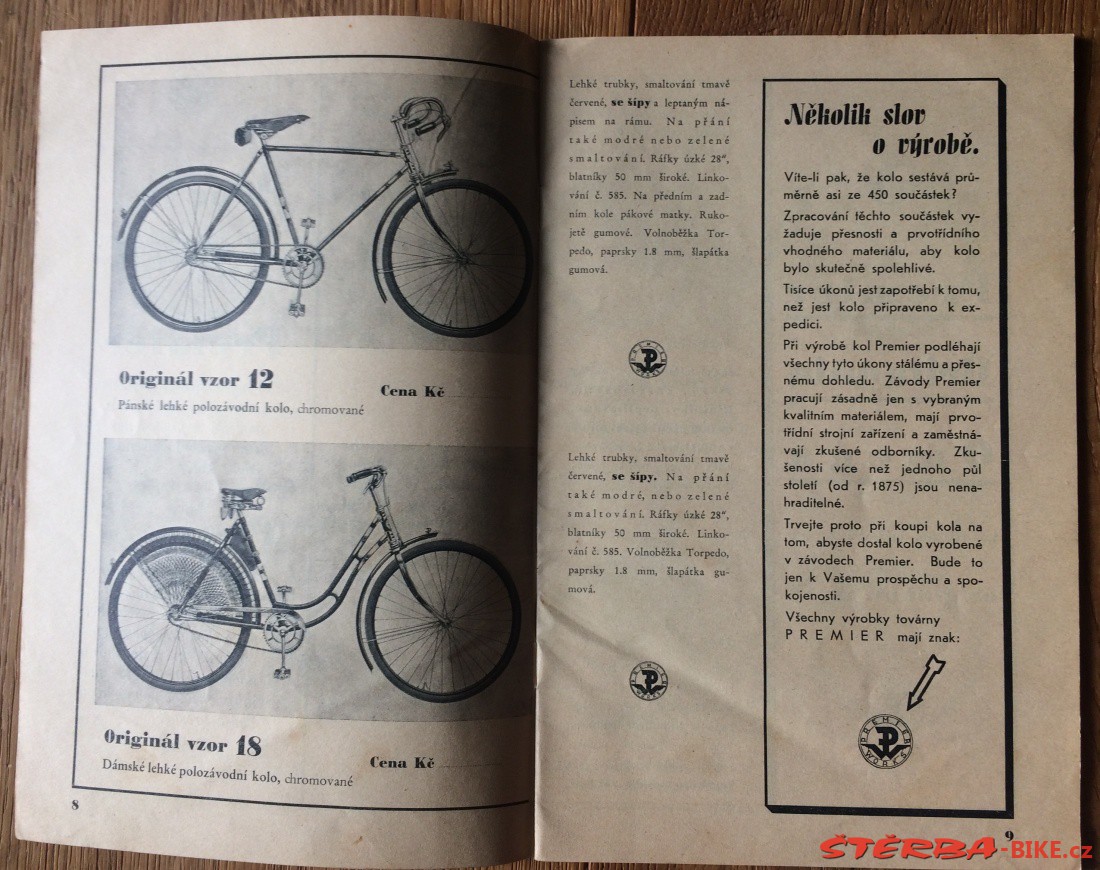 Originál vzor 12
Cena Kč
Pánské lehké polozávodní kolo, chromované
Originál vzor 18
Cena Kč
Dámské lehké polozávodní kolo, chromované
8
Lehké trubky, smaltování tmavě
červené, se šípy a leptaným ná-
pisem na rámu. Na přání
také modré nebo zelené
smaltování. Ráfky úzké 28“,
blatníky 50 mm široké. Linko-
vání č. 585. Na předním a zad-
ním kole pákové matky. Ruko-
jetě gumové. Volnoběžka Tor-
pedo, paprsky 1.8 mm, šlapátka
gumová.
PREMIER
WORKS
Lehké trubky, smaltování tmavě
červené, se šípy. Na přání
také modré, nebo zelené
smaltování. Ráfky úzké 28“,
blatníky 50 mm široké. Linko-
vání č. 585. Volnoběžka Torpedo,
paprsky 1.8 mm, šlapátka gu-
mová.
PREMIER
WORKS
Několik slov
o výrobě.
Víte-li pak, že kolo sestává prů-
měrně asi ze 450 součástek?
Zpracování těchto součástek vy-
žaduje přesnosti a prvotřídního
vhodného materiálu, aby kolo
bylo skutečně spolehlivé.
Tisíce úkonů jest zapotřebí k tomu,
než jest kolo připraveno k ex-
pedici.
Při výrobě kol Premier podléhají
všechny tyto úkony stálému a přes-
nému dohledu. Závody Premier
pracují zásadně jen s vybraným
kvalitním materiálem, mají prvo-
třídní strojní zařízení a zaměstná-
vají zkušené odborníky. Zku-
šenosti více než jednoho půl
století (od r. 1875) jsou nena-
hraditelné.
Trvejte proto při koupi kola na
tom, abyste dostal kolo vyrobené
v závodech Premier. Bude to
jen k Vašemu prospěchu a spo-
kojenosti.
Všechny výrobky továrny
PREMIER mají znak:
PREMIER
WORKS
9
ŠTĚRBA-BIKE.cz